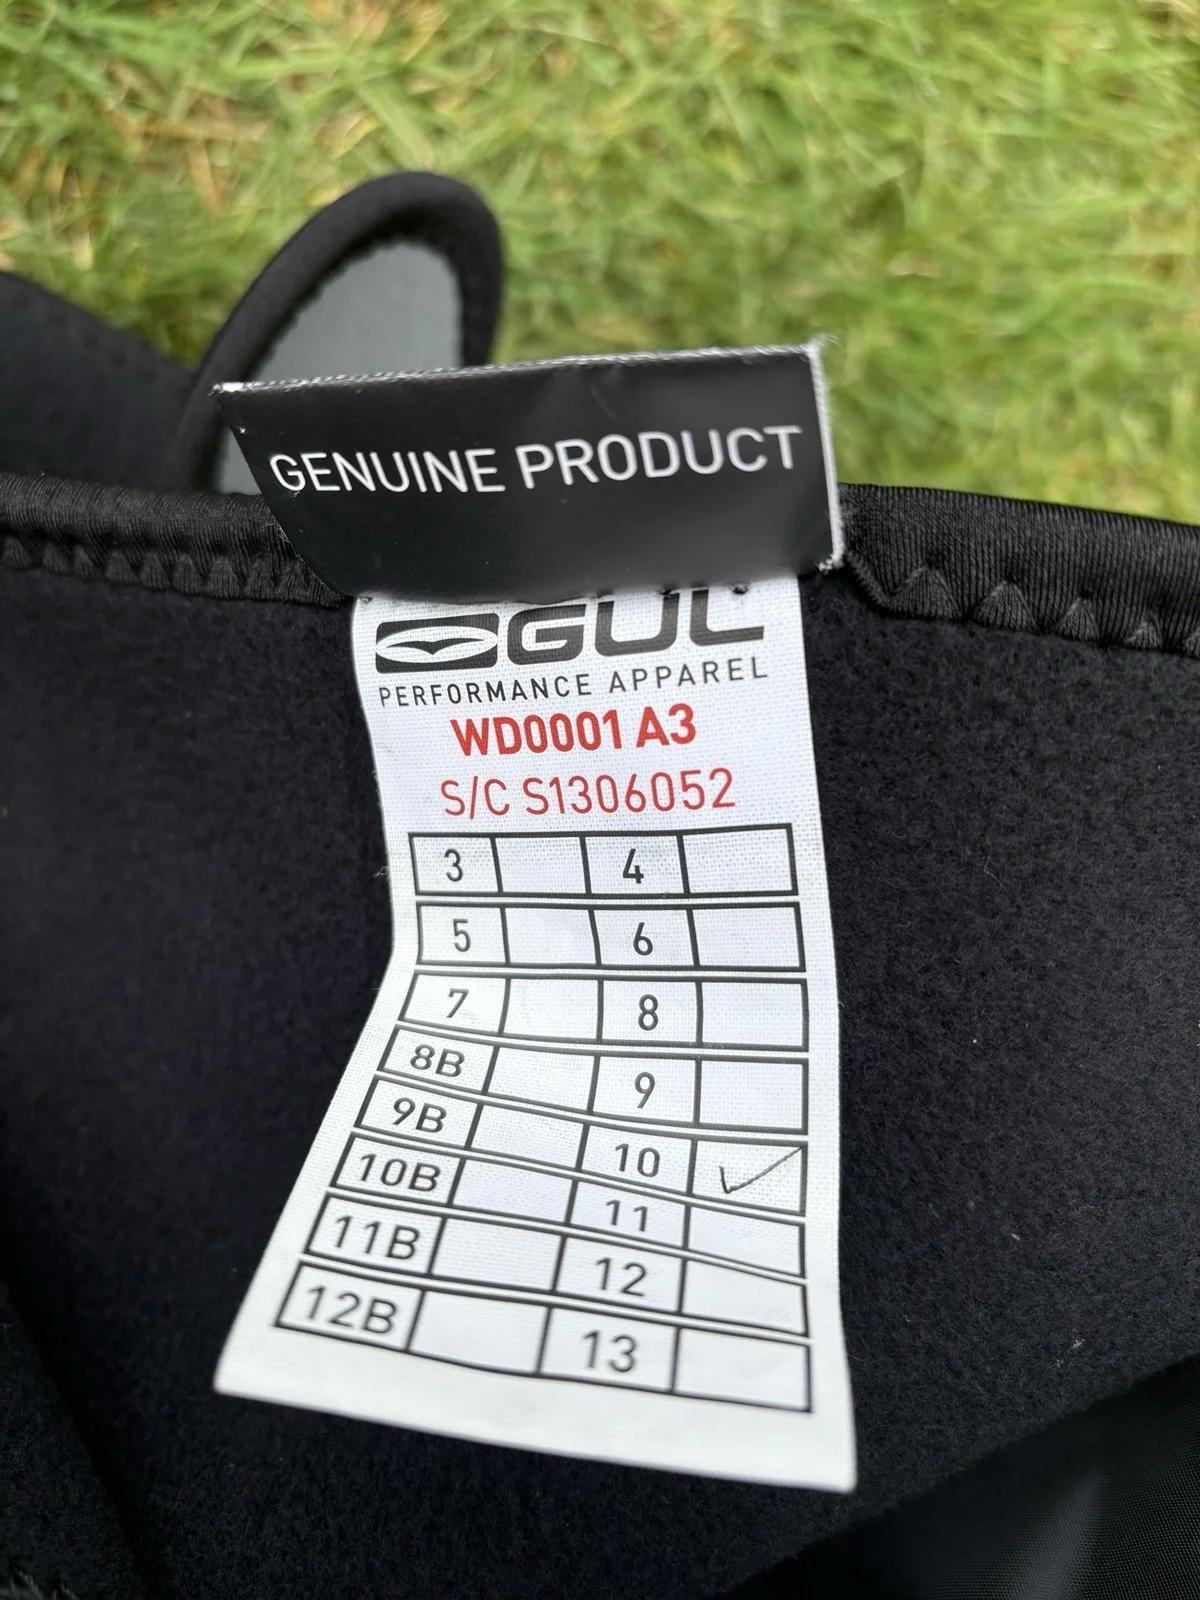 GENUINE PRODUCT
GUL
PERFORMANCE APPAREL
WD0001 A3
S/C S1306052
3 4
5 6
7 8
8B 9
9B 10 ✓
10B 11
11B 12
12B 13